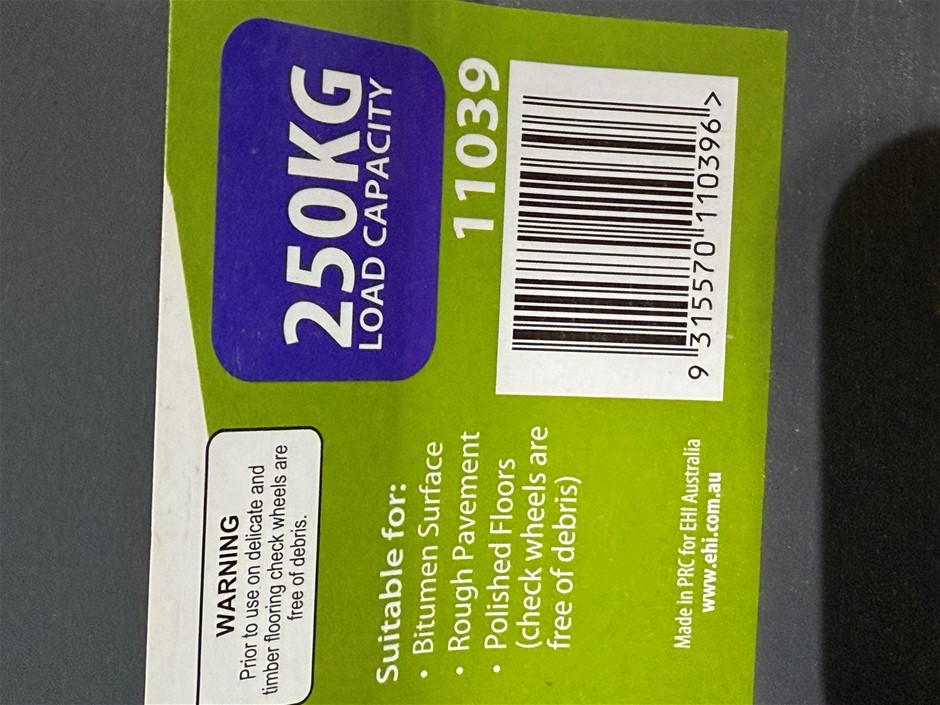 WARNING
Prior to use on delicate and
timber flooring check wheels are
free of debris.
250KG
LOAD CAPACITY
Suitable for:
• Bitumen Surface
• Rough Pavement
• Polished Floors
(check wheels are
free of debris)
11039
9 315570 110396 >
Made in PRC for EHI Australia
www.ehi.com.au